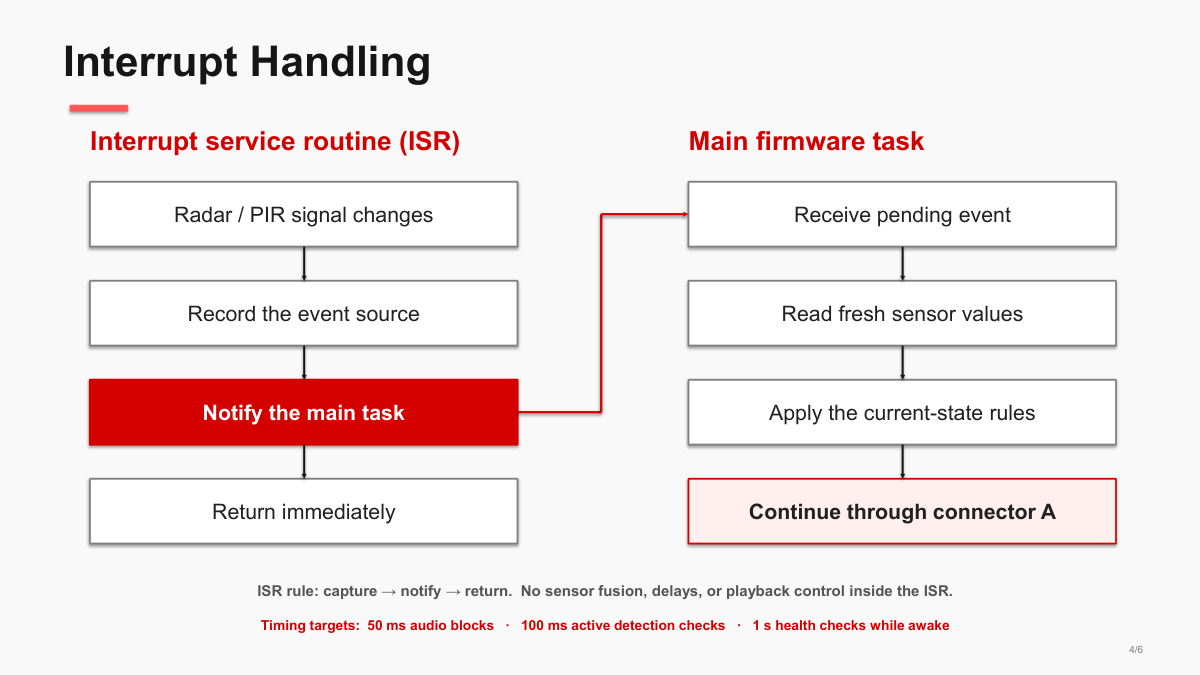 Interrupt Handling
Interrupt service routine (ISR)
Radar / PIR signal changes
Record the event source
Notify the main task
Return immediately
Main firmware task
Receive pending event
Read fresh sensor values
Apply the current-state rules
Continue through connector A
ISR rule: capture → notify → return.  No sensor fusion, delays, or playback control inside the ISR.
Timing targets:  50 ms audio blocks   ·   100 ms active detection checks   ·   1 s health checks while awake
4/6